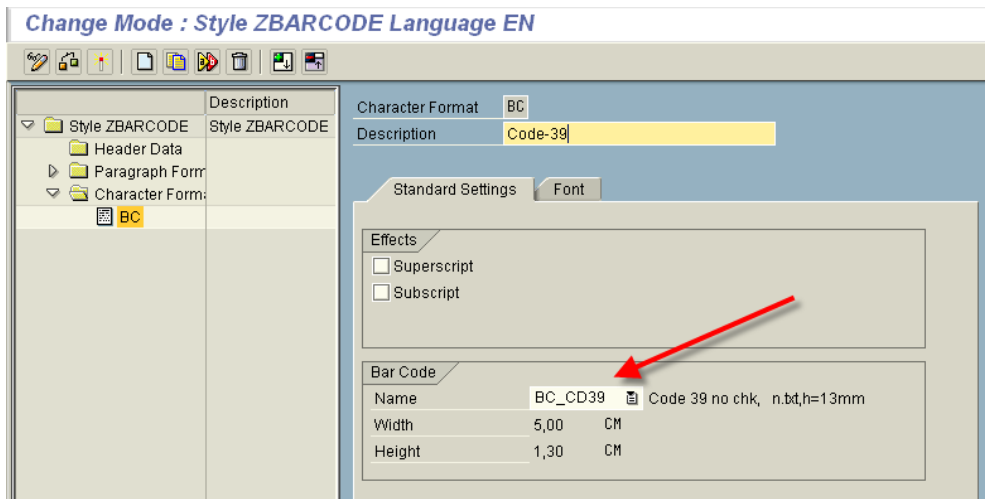 Change Mode : Style ZBARCODE Language EN
Description
Style ZBARCODE Style ZBARCODE
Header Data
Paragraph Form
Character Form
BC
Character Format BC
Description Code-39
Standard Settings Font
Effects
Superscript
Subscript
Bar Code
Name BC_CD39 Code 39 no chk, n.txt,h=13mm
Width 5,00 CM
Height 1,30 CM